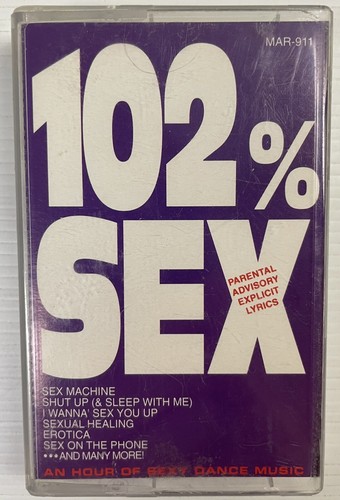 MAR-911
102%
SEX
PARENTAL
ADVISORY
EXPLICIT
LYRICS
SEX MACHINE
SHUT UP (& SLEEP WITH ME)
I WANNA' SEX YOU UP
SEXUAL HEALING
EROTICA
SEX ON THE PHONE
•••AND MANY MORE!
AN HOUR OF SEXY DANCE MUSIC